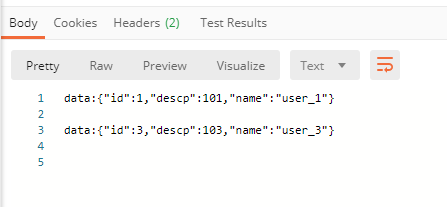 Body Cookies Headers (2) Test Results
Pretty Raw Preview Visualize Text
1 data:{"id":1,"descp":101,"name":"user_1"}
2
3 data:{"id":3,"descp":103,"name":"user_3"}
4
5